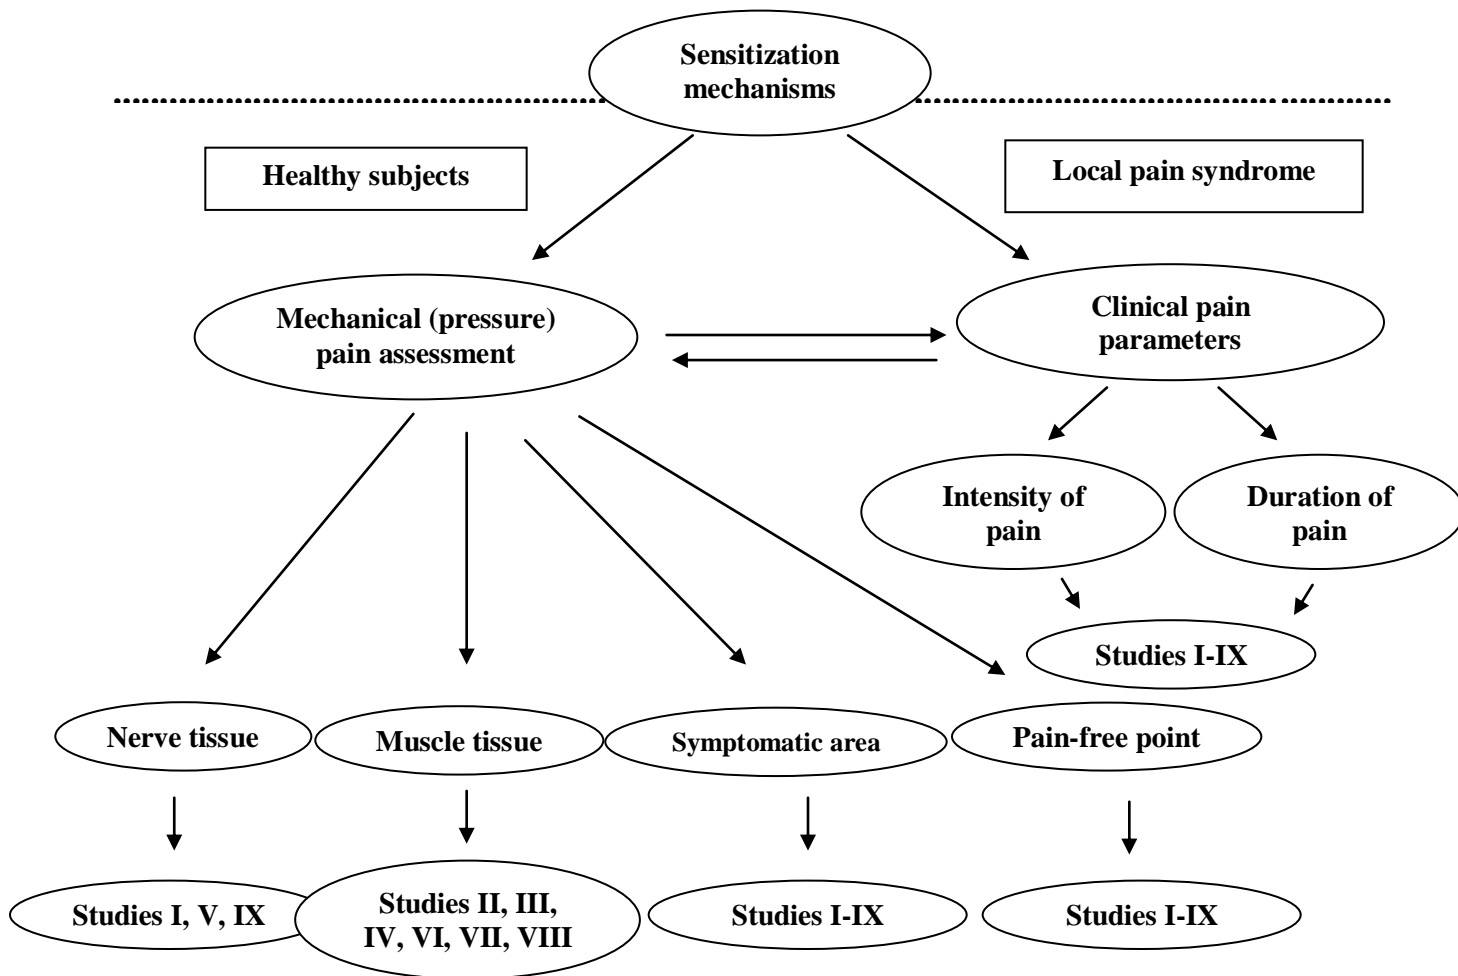 Sensitization
mechanisms
Healthy subjects
Local pain syndrome
Mechanical (pressure)
pain assessment
Clinical pain
parameters
Intensity of
pain
Duration of
pain
Studies I-IX
Nerve tissue
Muscle tissue
Symptomatic area
Pain-free point
Studies I, V, IX
Studies II, III,
IV, VI, VII, VIII
Studies I-IX
Studies I-IX